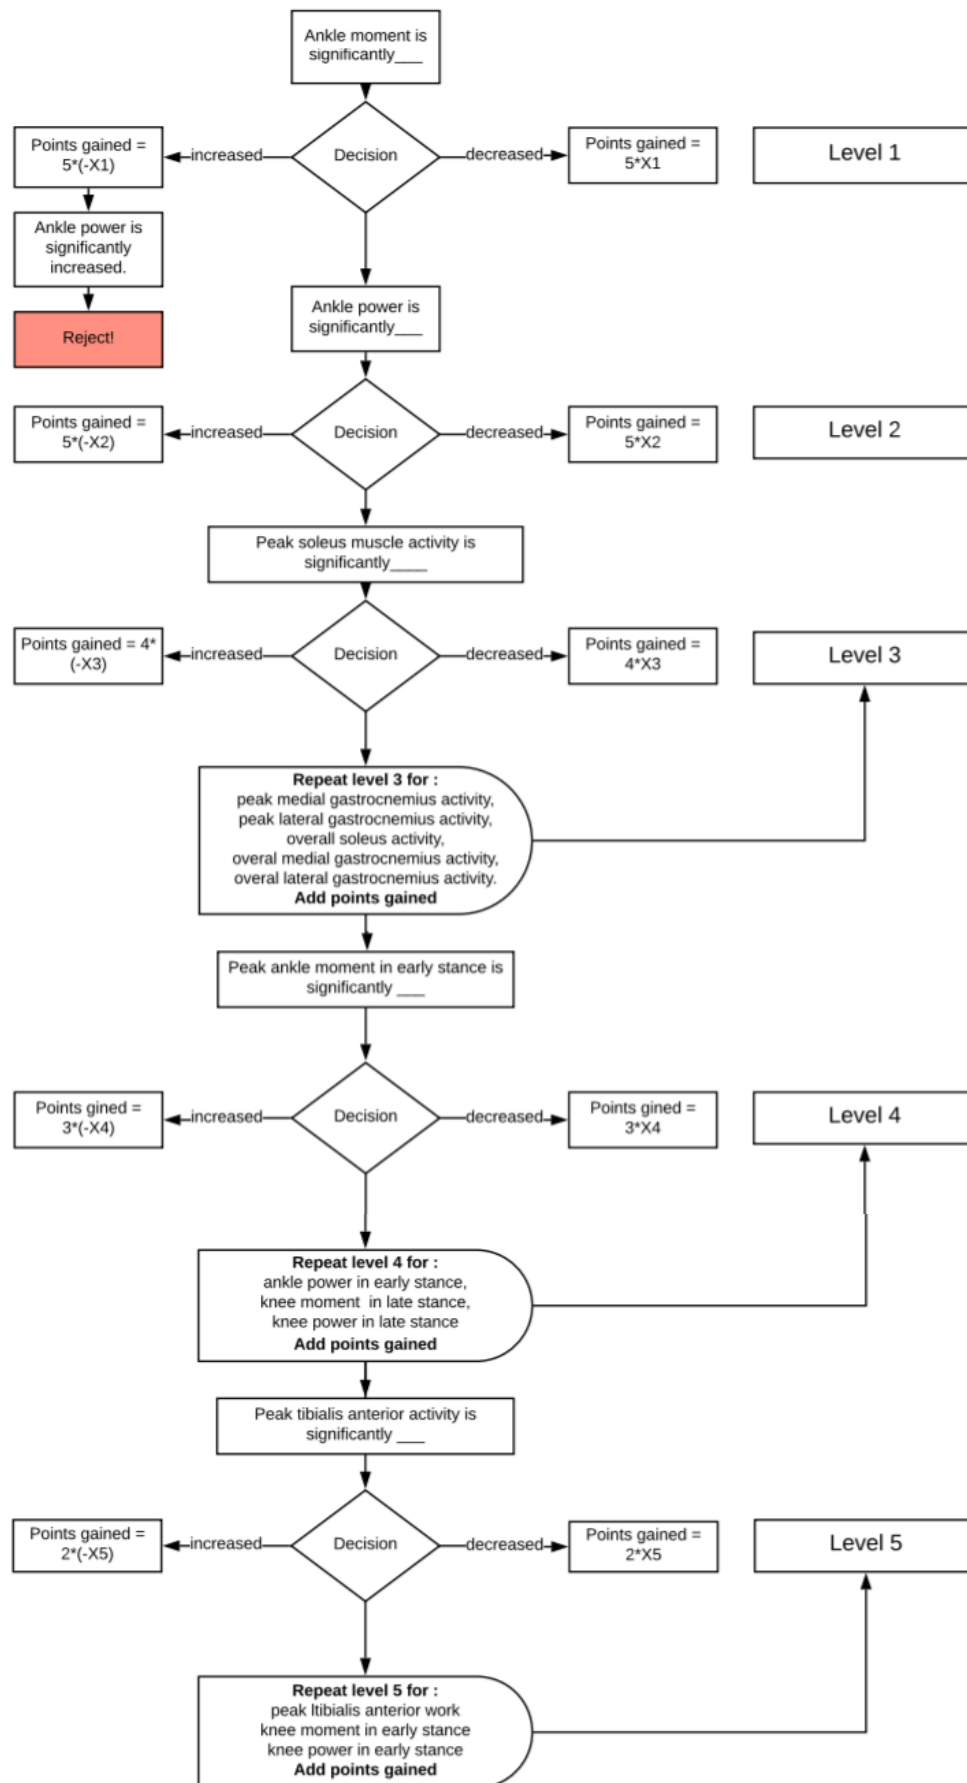 Ankle moment is
significantly___
Points gained =
5*(-X1)
increased
Decision
decreased
Points gained =
5*X1
Level 1
Ankle power is
significantly
increased.
Reject!
Ankle power is
significantly___
Points gained =
5*(-X2)
increased
Decision
decreased
Points gained =
5*X2
Level 2
Peak soleus muscle activity is
significantly____
Points gained = 4*
(-X3)
increased
Decision
decreased
Points gained =
4*X3
Level 3
Repeat level 3 for :
peak medial gastrocnemius activity,
peak lateral gastrocnemius activity,
overall soleus activity,
overal medial gastrocnemius activity,
overal lateral gastrocnemius activity.
Add points gained
Peak ankle moment in early stance is
significantly ___
Points gined =
3*(-X4)
increased
Decision
decreased
Points gined =
3*X4
Level 4
Repeat level 4 for :
ankle power in early stance,
knee moment in late stance,
knee power in late stance
Add points gained
Peak tibialis anterior activity is
significantly ___
Points gained =
2*(-X5)
increased
Decision
decreased
Points gained =
2*X5
Level 5
Repeat level 5 for :
peak ltibialis anterior work
knee moment in early stance
knee power in early stance
Add points gained